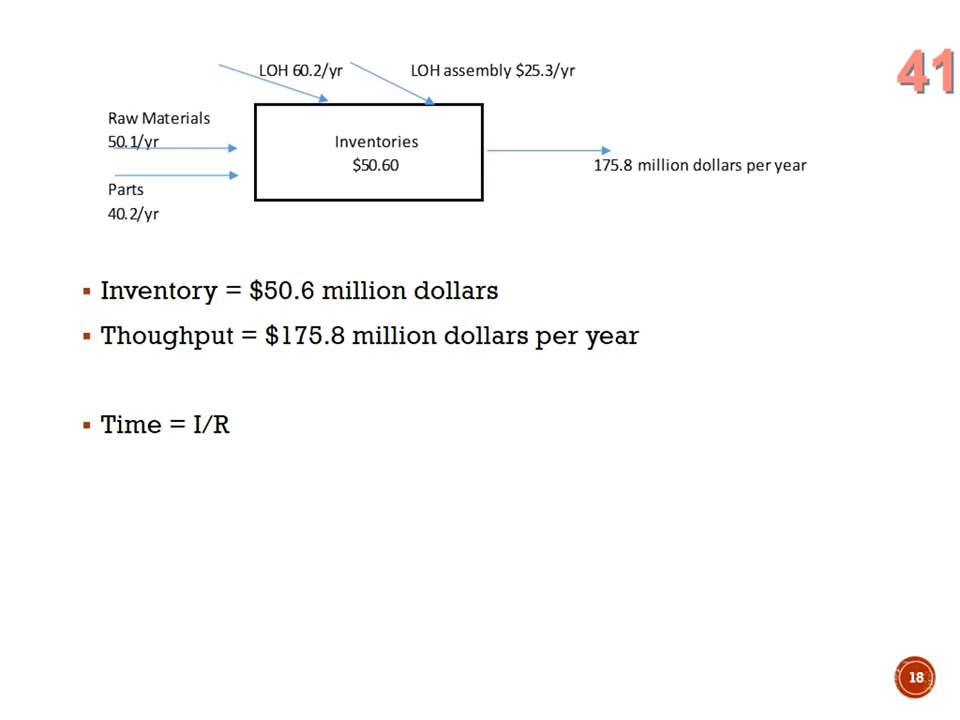 41
LOH 60.2/yr
LOH assembly $25.3/yr
Raw Materials
50.1/yr
Inventories
$50.60
175.8 million dollars per year
Parts
40.2/yr
▪ Inventory = $50.6 million dollars
▪ Thoughput = $175.8 million dollars per year
▪ Time = I/R
18